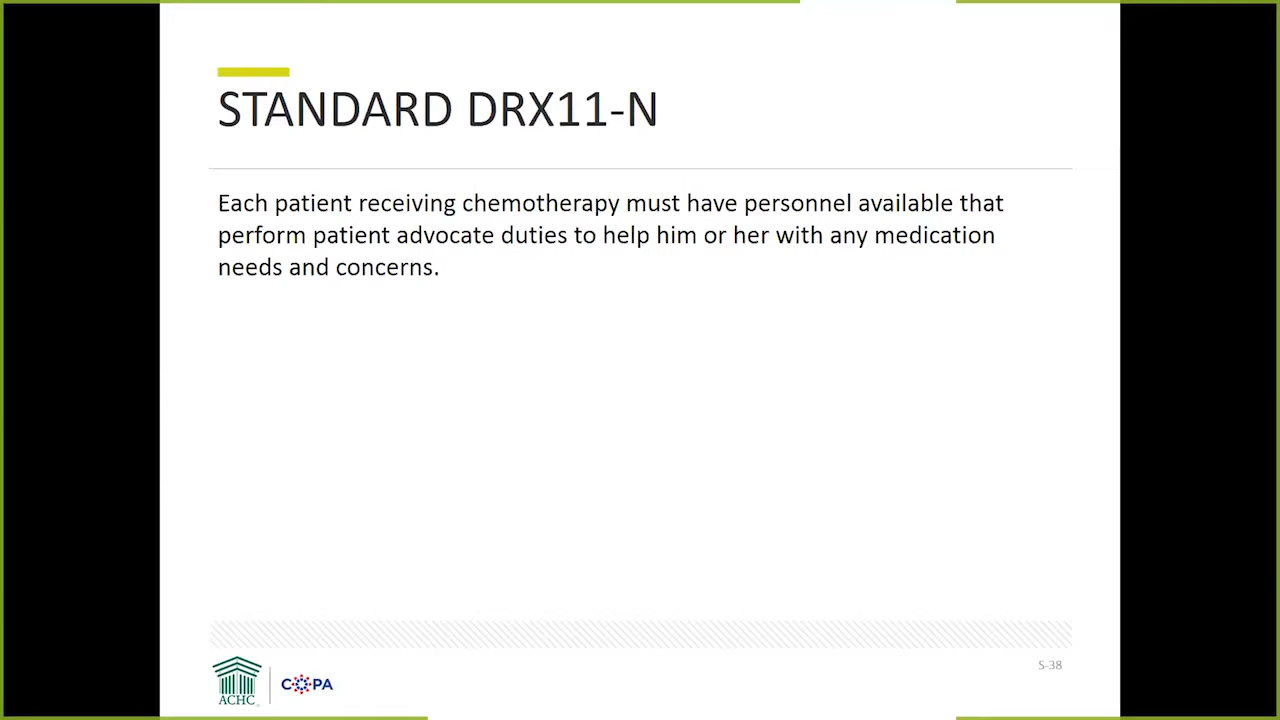 STANDARD DRX11-N
Each patient receiving chemotherapy must have personnel available that
perform patient advocate duties to help him or her with any medication
needs and concerns.
S-38
ACHC
COPA